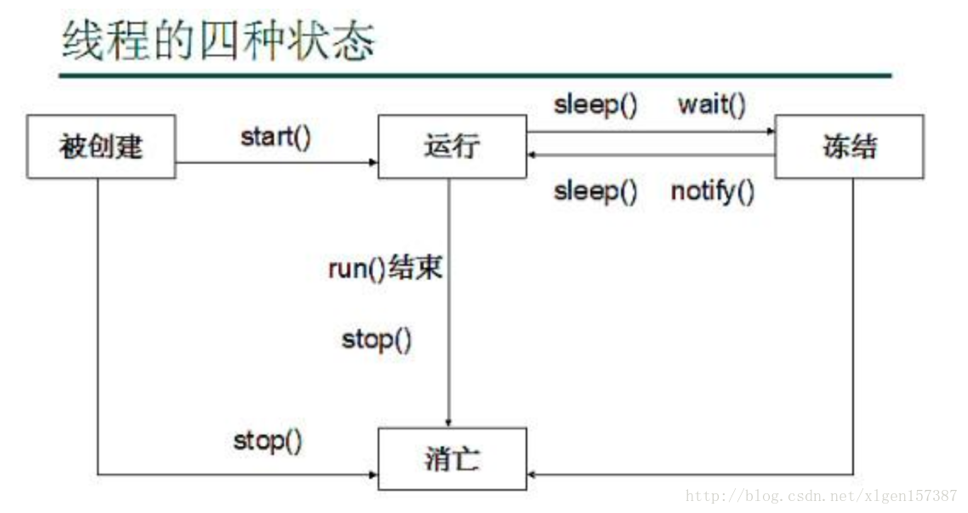 线程的四种状态
sleep() wait()
被创建 start() 运行 冻结
sleep() notify()
run()结束
stop()
stop() 消亡
http://blog.csdn.net/xlgen157387